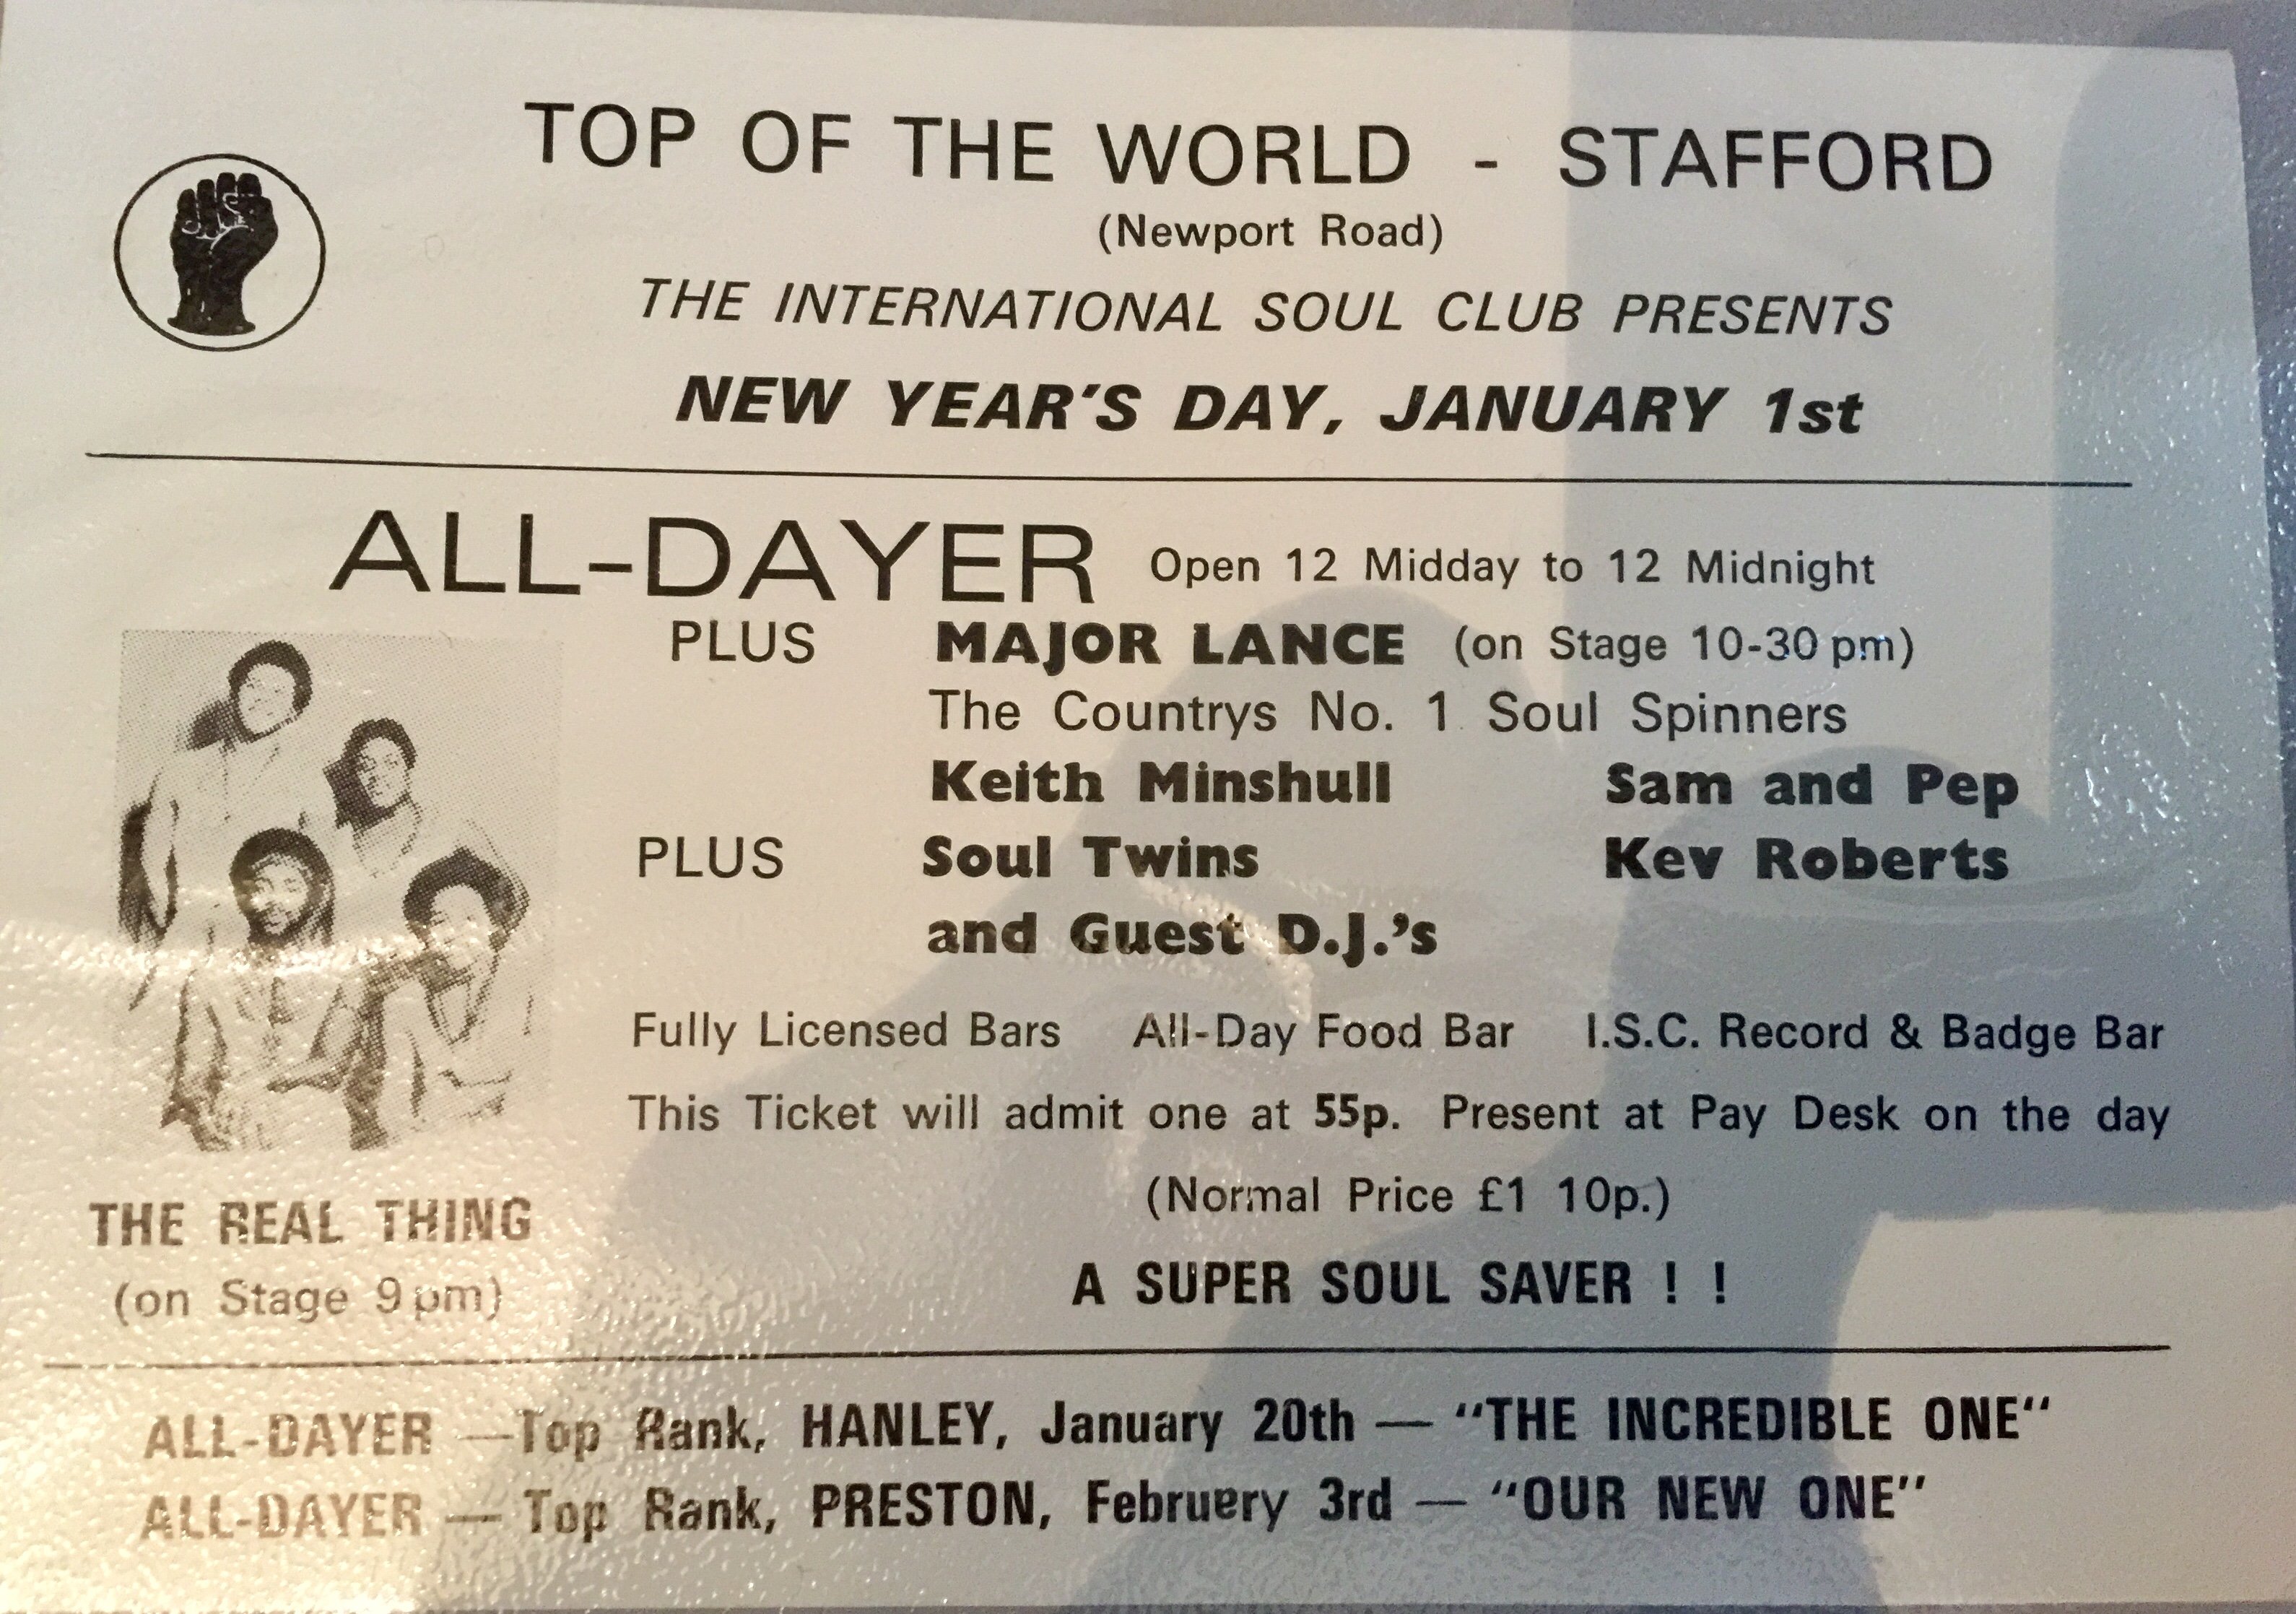 TOP OF THE WORLD - STAFFORD
(Newport Road)
THE INTERNATIONAL SOUL CLUB PRESENTS
NEW YEAR'S DAY, JANUARY 1st
ALL-DAYER Open 12 Midday to 12 Midnight
PLUS MAJOR LANCE (on Stage 10-30 pm)
The Countrys No. 1 Soul Spinners
Keith Minshull Sam and Pep
PLUS Soul Twins Kev Roberts
and Guest D.J.'s
Fully Licensed Bars All-Day Food Bar I.S.C. Record & Badge Bar
This Ticket will admit one at 55p. Present at Pay Desk on the day
(Normal Price £1 10p.)
A SUPER SOUL SAVER ! !
THE REAL THING
(on Stage 9 pm)
ALL-DAYER — Top Rank, HANLEY, January 20th — “THE INCREDIBLE ONE“
ALL-DAYER — Top Rank, PRESTON, Februery 3rd — “OUR NEW ONE”